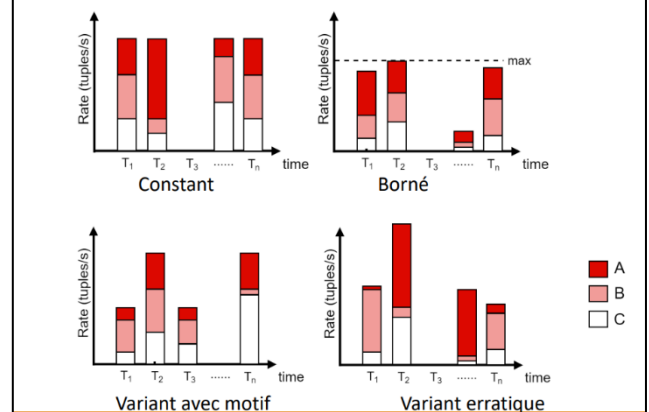 Rate (tuples/s)
T1 T2 T3 ...... Tn time
Constant
Rate (tuples/s)
max
T1 T2 T3 ...... Tn time
Borné
Rate (tuples/s)
T1 T2 T3 ...... Tn time
Variant avec motif
Rate (tuples/s)
T1 T2 T3 ...... Tn time
Variant erratique
A
B
C